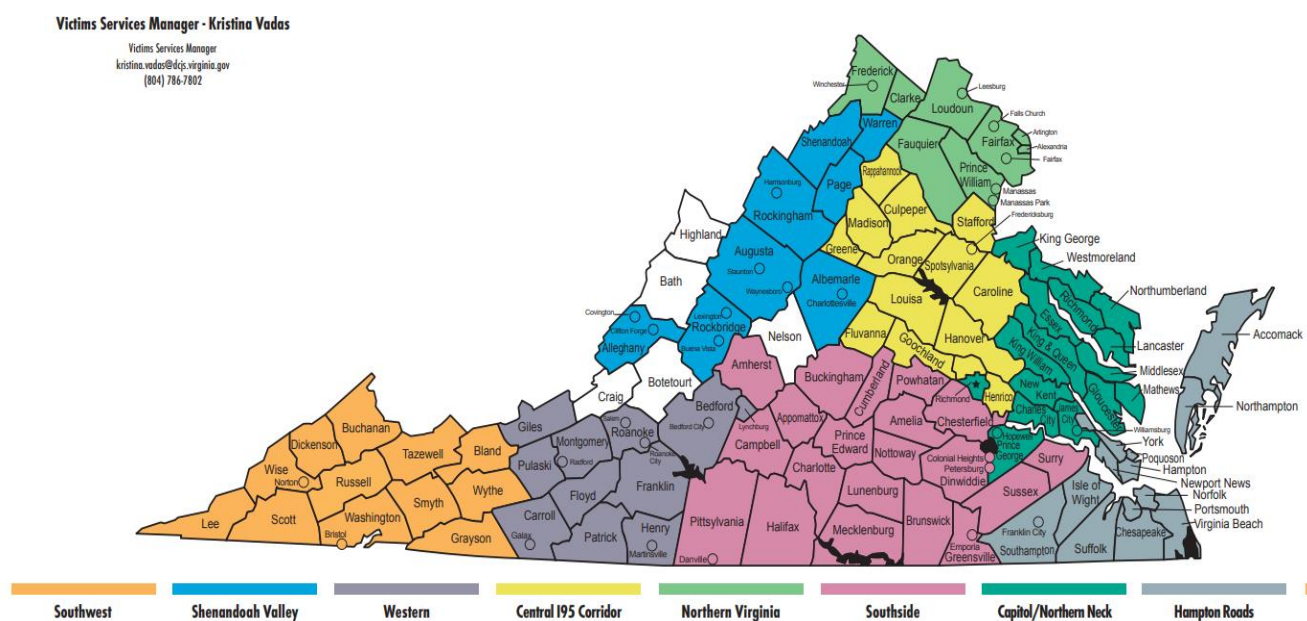 Victims Services Manager - Kristina Vadas
Victims Services Manager
kristina.vadas@dcjs.virginia.gov
(804) 786-7802
Frederick
Winchester
Clarke
Loudoun
Leesburg
Falls Church
Arlington
Alexandria
Fairfax
Fairfax
Warren
Shenandoah
Fauquier
Prince
William
Manassas
Manassas Park
Fredericksburg
Rappahannock
Page
Harrisonburg
Rockingham
Culpeper
Madison
Stafford
Highland
Greene
Orange
Spotsylvania
King George
Westmoreland
Augusta
Staunton
Waynesboro
Albemarle
Charlottesville
Bath
Louisa
Caroline
Richmond
Northumberland
Essex
Lancaster
Covington
Clifton Forge
Alleghany
Lexington
Rockbridge
Buena Vista
Nelson
Fluvanna
Goochland
Hanover
King William
King & Queen
Middlesex
Mathews
Accomack
Northampton
Craig
Botetourt
Amherst
Buckingham
Cumberland
Powhatan
Richmond
Henrico
New
Kent
Charles
City
James
City
Gloucester
Williamsburg
York
Poquoson
Hampton
Newport News
Norfolk
Portsmouth
Virginia Beach
Giles
Salem
Roanoke
Roanoke
City
Bedford
Bedford City
Lynchburg
Campbell
Appomattox
Prince
Edward
Amelia
Chesterfield
Nottoway
Colonial Heights
Petersburg
Dinwiddie
Hopewell
Prince
George
Surry
Sussex
Isle of
Wight
Buchanan
Dickenson
Wise
Norton
Tazewell
Bland
Pulaski
Montgomery
Radford
Russell
Smyth
Wythe
Floyd
Franklin
Charlotte
Lunenburg
Lee
Scott
Washington
Bristol
Grayson
Carroll
Galax
Patrick
Henry
Martinsville
Pittsylvania
Danville
Halifax
Mecklenburg
Brunswick
Emporia
Greensville
Franklin City
Southampton
Suffolk
Chesapeake
Southwest
Shenandoah Valley
Western
Central I95 Corridor
Northern Virginia
Southside
Capitol/Northern Neck
Hampton Roads